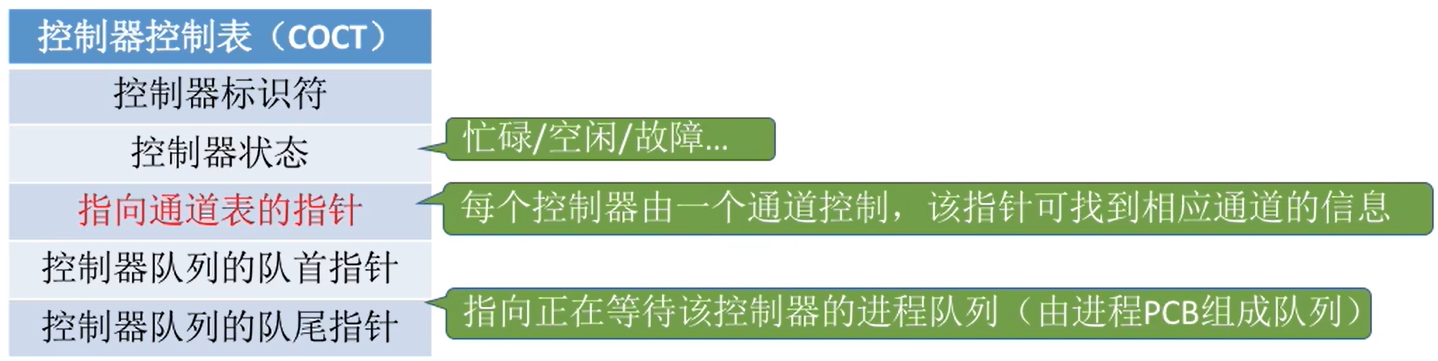 控制器控制表（COCT）
控制器标识符
控制器状态
忙碌/空闲/故障...
指向通道表的指针
每个控制器由一个通道控制，该指针可找到相应通道的信息
控制器队列的队首指针
控制器队列的队尾指针
指向正在等待该控制器的进程队列（由进程PCB组成队列）